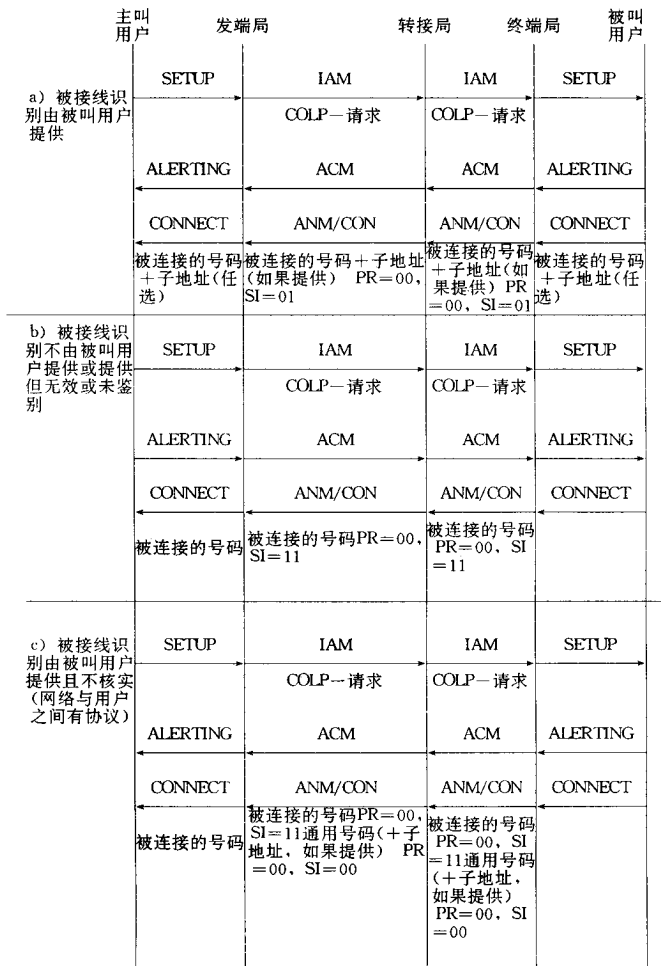 主叫用户 发端局 转接局 终端局 被叫用户
a) 被接线识别由被叫用户提供
SETUP IAM IAM SETUP
COLP－请求 COLP－请求
ALERTING ACM ACM ALERTING
CONNECT ANM/CON ANM/CON CONNECT
被连接的号码＋子地址(任选)
被连接的号码＋子地址(如果提供) PR＝00,
SI＝01
被连接的号码
＋子地址(如
果提供) PR
＝00, SI＝01
被连接的号码
＋子地址(任
选)
b) 被接线识
别不由被叫用
户提供或提供
但无效或未鉴
别
SETUP IAM IAM SETUP
COLP－请求 COLP－请求
ALERTING ACM ACM ALERTING
CONNECT ANM/CON ANM/CON CONNECT
被连接的号码
被连接的号码PR＝00,
SI＝11
被连接的号码
PR＝00, SI
＝11
c) 被接线识
别由被叫用户
提供且不核实
(网络与用户
之间有协议)
SETUP IAM IAM SETUP
COLP－请求 COLP－请求
ALERTING ACM ACM ALERTING
CONNECT ANM/CON ANM/CON CONNECT
被连接的号码
被连接的号码PR＝00,
SI＝11通用号码(＋子
地址, 如果提供) PR
＝00, SI＝00
被连接的号码
PR＝00, SI
＝11通用号码
(＋子地址,
如果提供)
PR＝00, SI
＝00